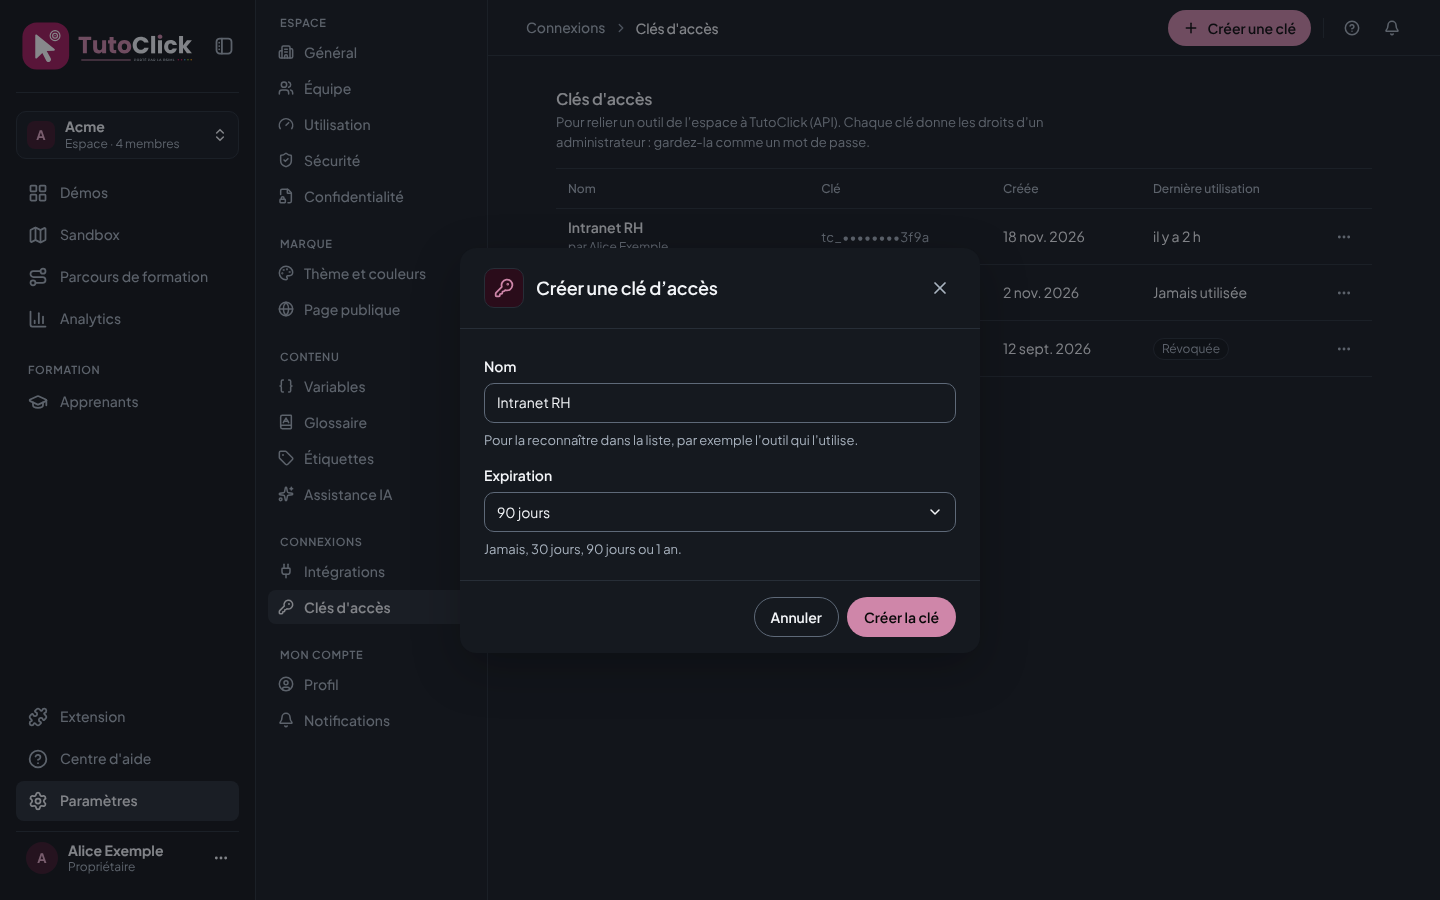 TutoClick
Acme
Espace · 4 membres
Démos
Sandbox
Parcours de formation
Analytics
FORMATION
Apprenants
Extension
Centre d'aide
Paramètres
Alice Exemple
Propriétaire
ESPACE
Général
Équipe
Utilisation
Sécurité
Confidentialité
MARQUE
Thème et couleurs
Page publique
CONTENU
Variables
Glossaire
Étiquettes
Assistance IA
CONNEXIONS
Intégrations
Clés d'accès
MON COMPTE
Profil
Notifications
Connexions > Clés d'accès
+ Créer une clé
Clés d'accès
Pour relier un outil de l'espace à TutoClick (API). Chaque clé donne les droits d'un
administrateur : gardez-la comme un mot de passe.
Nom Clé Créée Dernière utilisation
Intranet RH tc_••••••••3f9a 18 nov. 2026 il y a 2 h
par Alice Exemple
2 nov. 2026 Jamais utilisée
12 sept. 2026 Révoquée
Créer une clé d’accès
Nom
Intranet RH
Pour la reconnaître dans la liste, par exemple l'outil qui l'utilise.
Expiration
90 jours
Jamais, 30 jours, 90 jours ou 1 an.
Annuler
Créer la clé